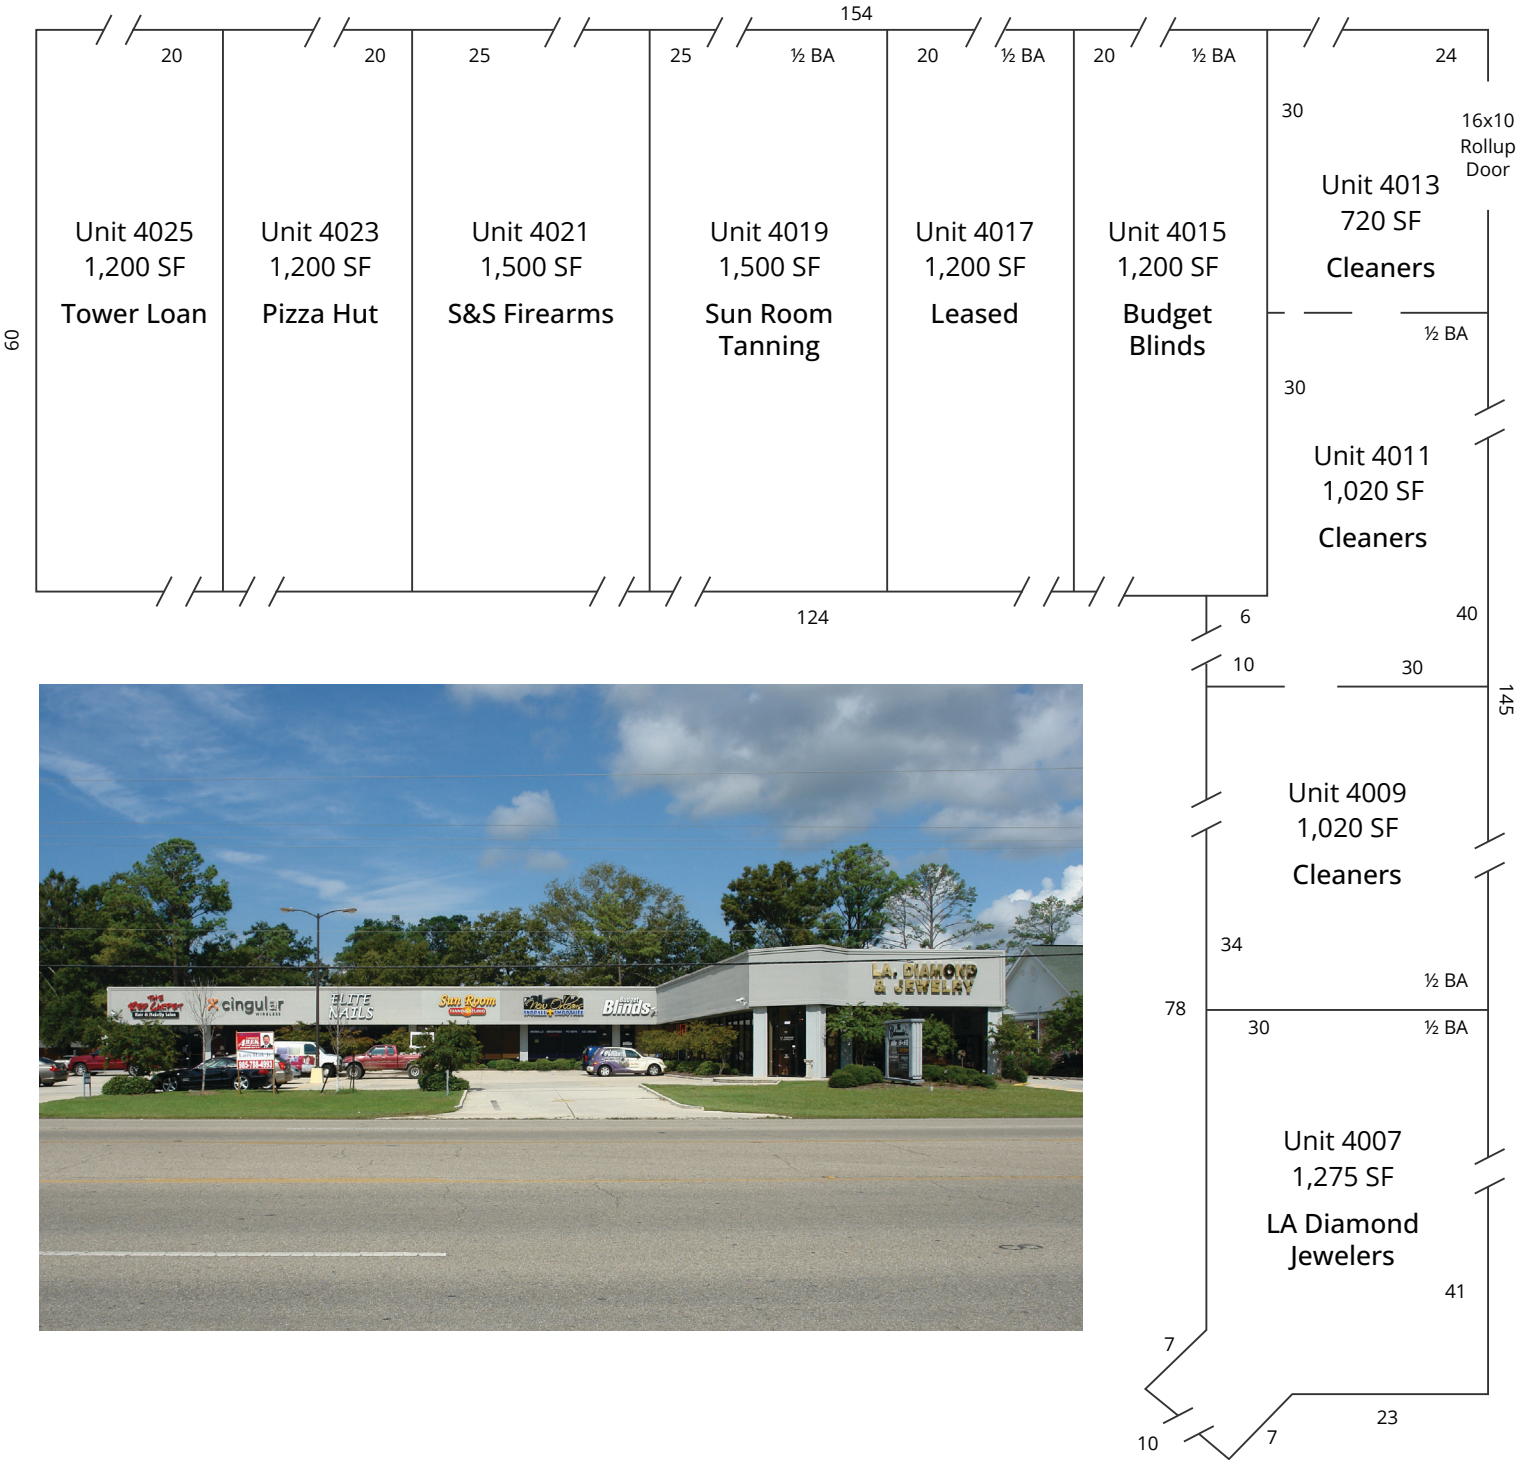 154
20
20
25
25
½ BA
20
½ BA
20
½ BA
24
30
16x10
Rollup
Door
Unit 4025
1,200 SF
Tower Loan
Unit 4023
1,200 SF
Pizza Hut
Unit 4021
1,500 SF
S&S Firearms
Unit 4019
1,500 SF
Sun Room
Tanning
Unit 4017
1,200 SF
Leased
Unit 4015
1,200 SF
Budget
Blinds
Unit 4013
720 SF
Cleaners
60
½ BA
30
Unit 4011
1,020 SF
Cleaners
124
6
40
10
30
145
Unit 4009
1,020 SF
Cleaners
34
½ BA
78
30
½ BA
Unit 4007
1,275 SF
LA Diamond
Jewelers
41
7
23
10
7
LA. DIAMOND
& JEWELRY
cingular
WIRELESS
ELITE
NAILS
Sun Room
Budget
Blinds